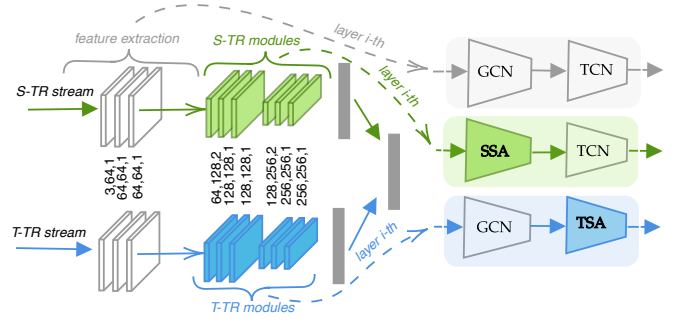 feature extraction
S-TR modules
layer i-th
GCN
TCN
S-TR stream
layer i-th
SSA
TCN
3,64,1
64,64,1
64,64,1
64,128,2
128,128,1
128,128,1
128,256,2
256,256,1
256,256,1
T-TR stream
layer i-th
GCN
TSA
T-TR modules